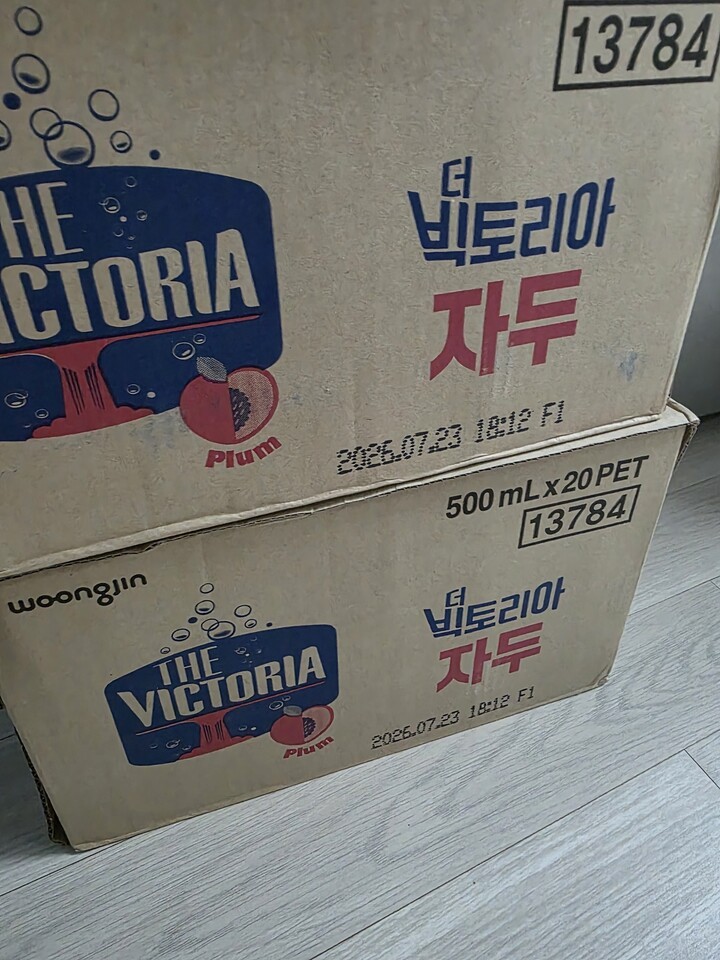 13784
THE
VICTORIA
Plum
더
빅토리아
자두
2026.07.23 18:12 F1
500 mL x 20 PET
13784
woongjin
THE
VICTORIA
Plum
더
빅토리아
자두
2026.07.23 18:12 F1